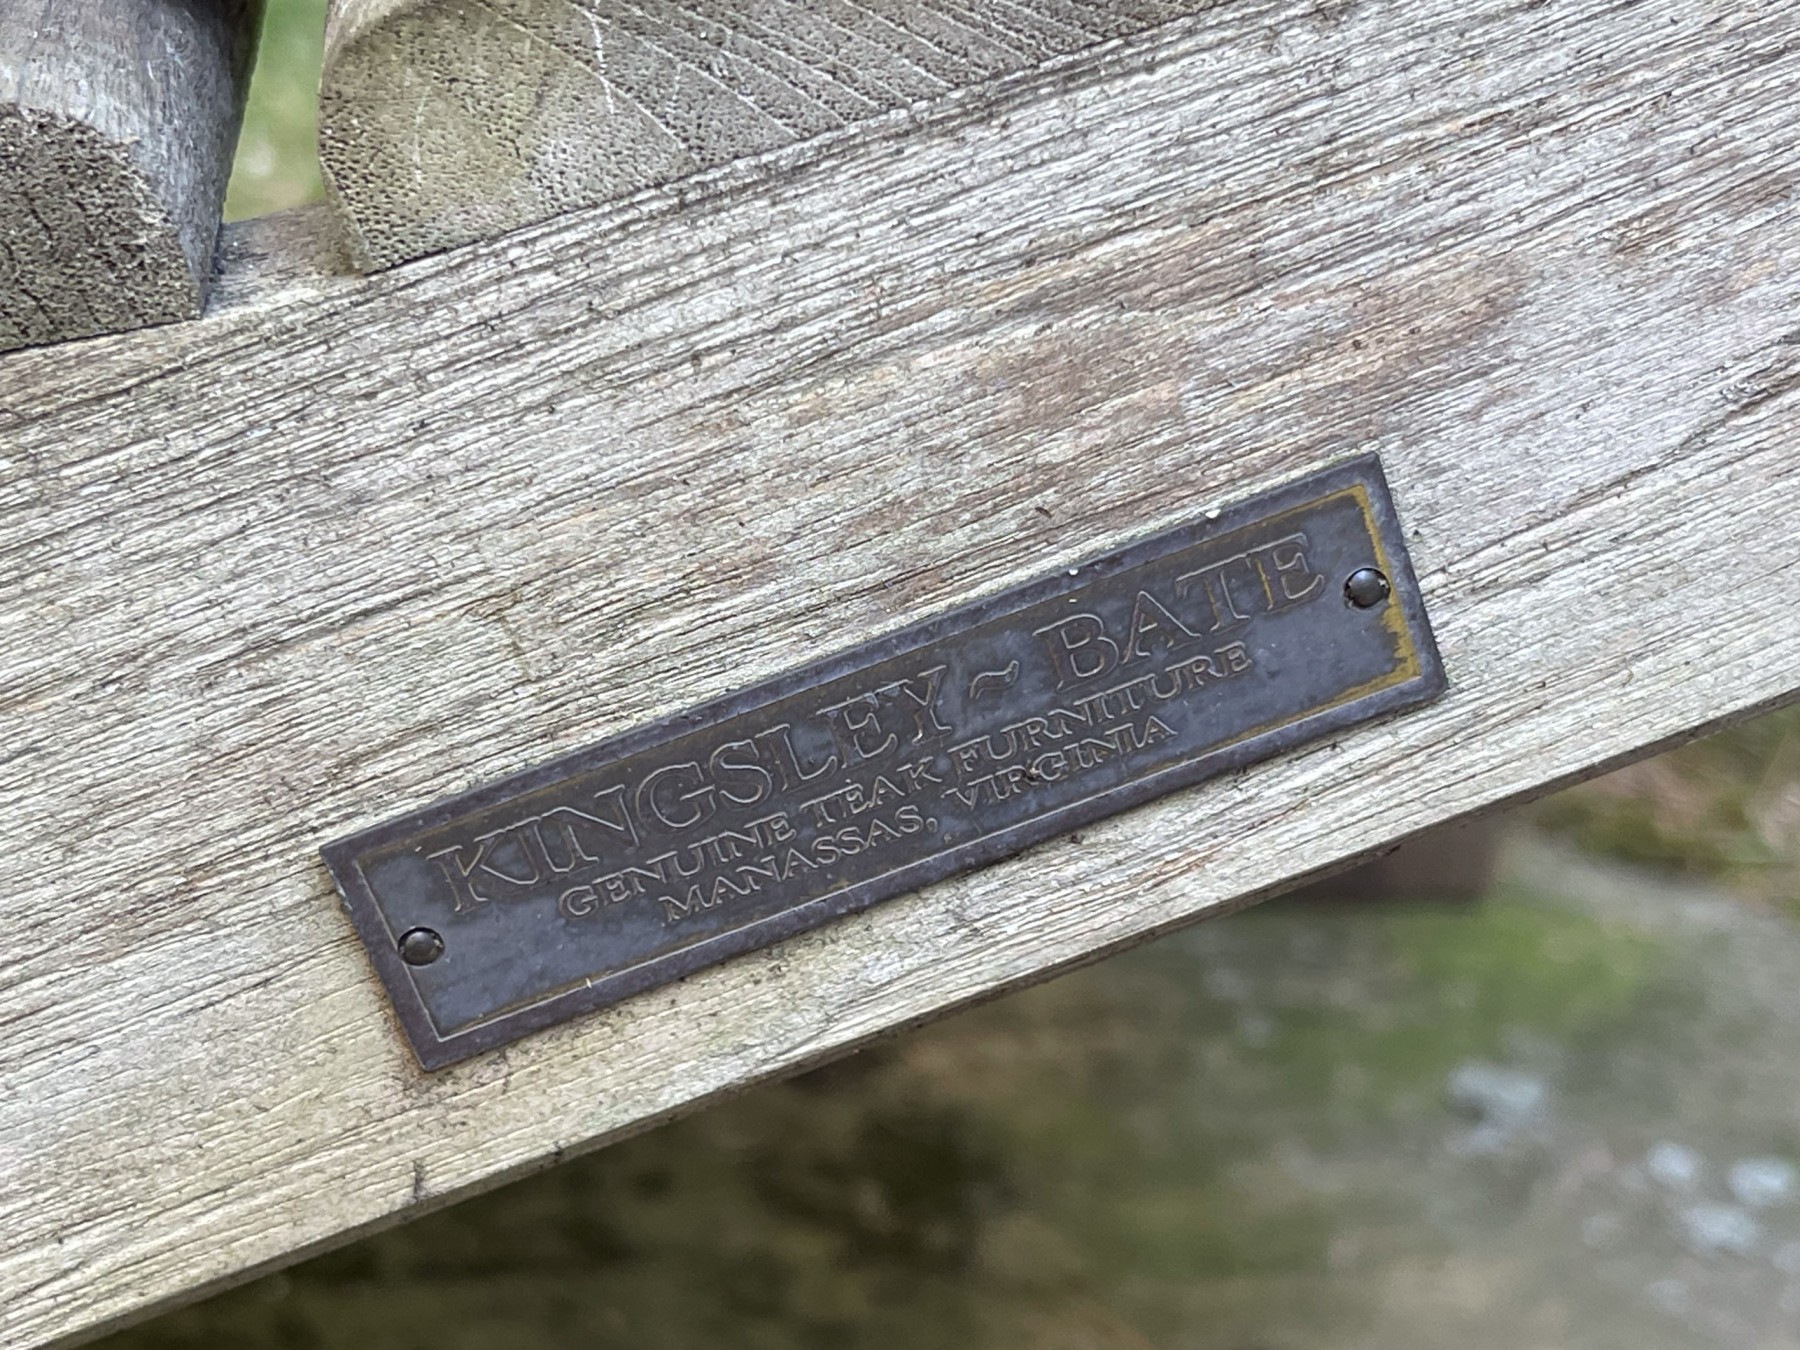 KINGSLEY ~ BATE
GENUINE TEAK FURNITURE
MANASSAS, VIRGINIA